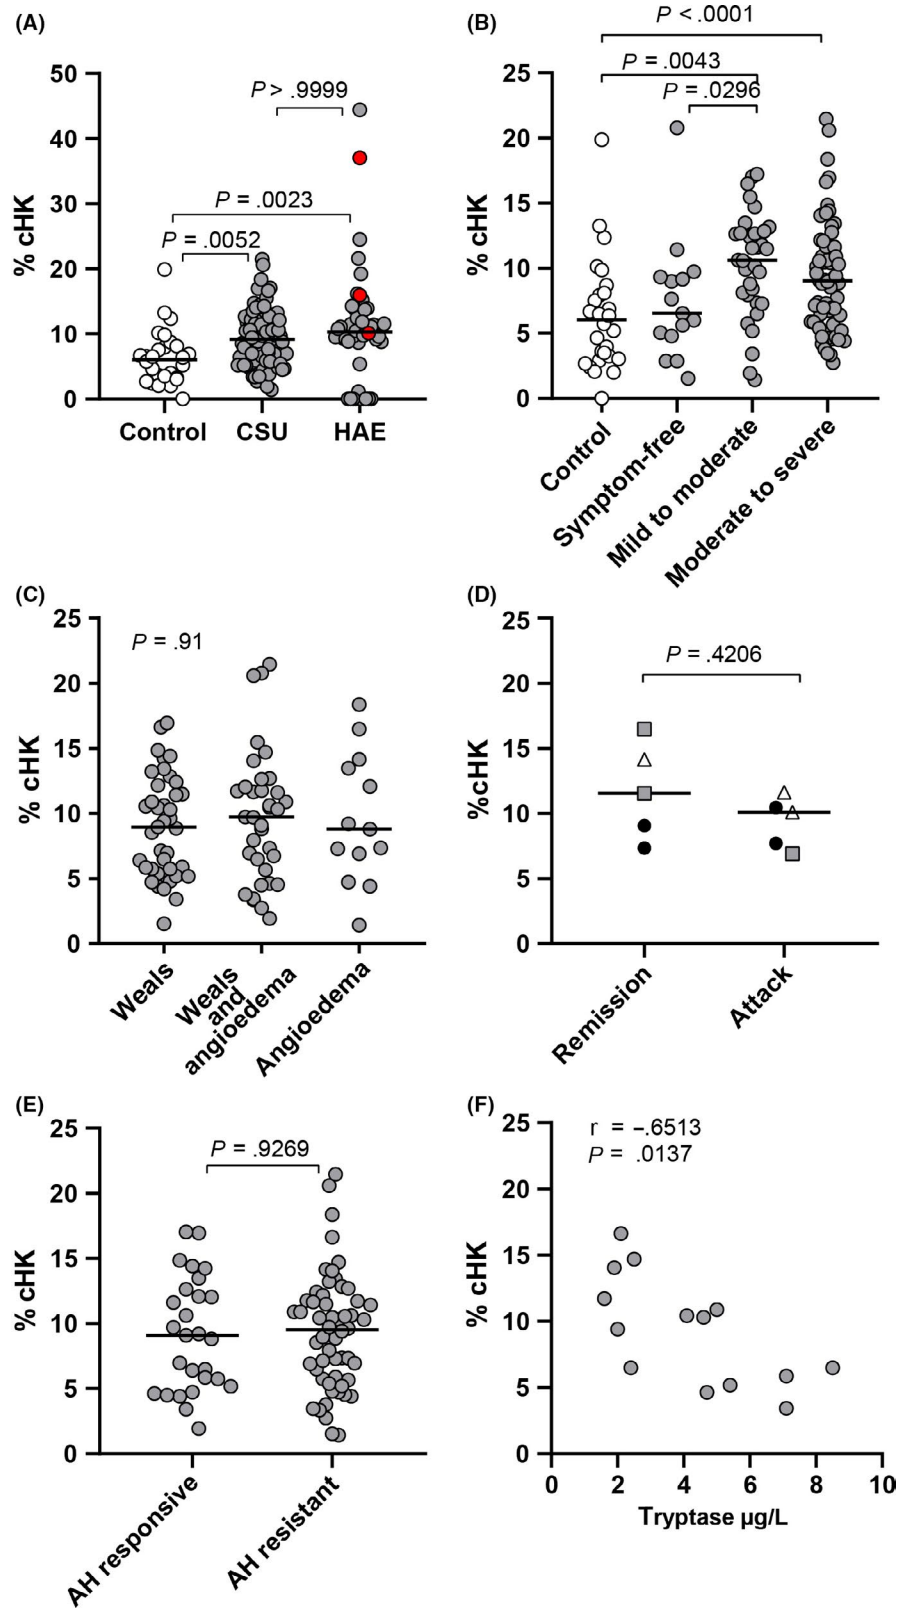 (A)
50
40
30
20
10
0
% cHK
P > .9999
P = .0023
P = .0052
Control
CSU
HAE
(B)
P < .0001
P = .0043
P = .0296
25
20
15
10
5
0
% cHK
Control
Symptom-free
Mild to moderate
Moderate to severe
(C)
25
20
15
10
5
0
% cHK
P = .91
Weals
Weals
and
angioedema
Angioedema
(D)
25
20
15
10
5
0
%cHK
P = .4206
Remission
Attack
(E)
25
20
15
10
5
0
% cHK
P = .9269
AH responsive
AH resistant
(F)
25
20
15
10
5
0
% cHK
r = –.6513
P = .0137
0 2 4 6 8 10
Tryptase µg/L